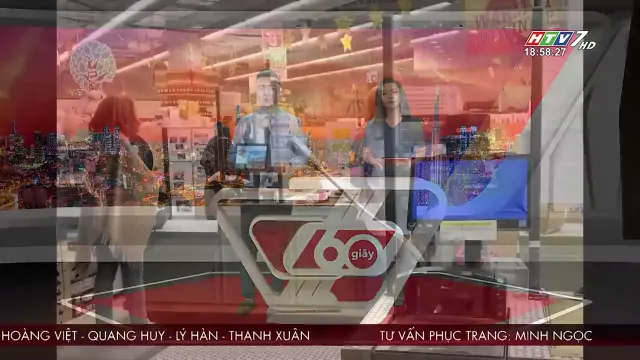 HTV7 HD
18:58:27
60 giây
HOÀNG VIỆT - QUANG HUY - LÝ HÀN - THANH XUÂN TƯ VẤN PHỤC TRANG: MINH NGỌC